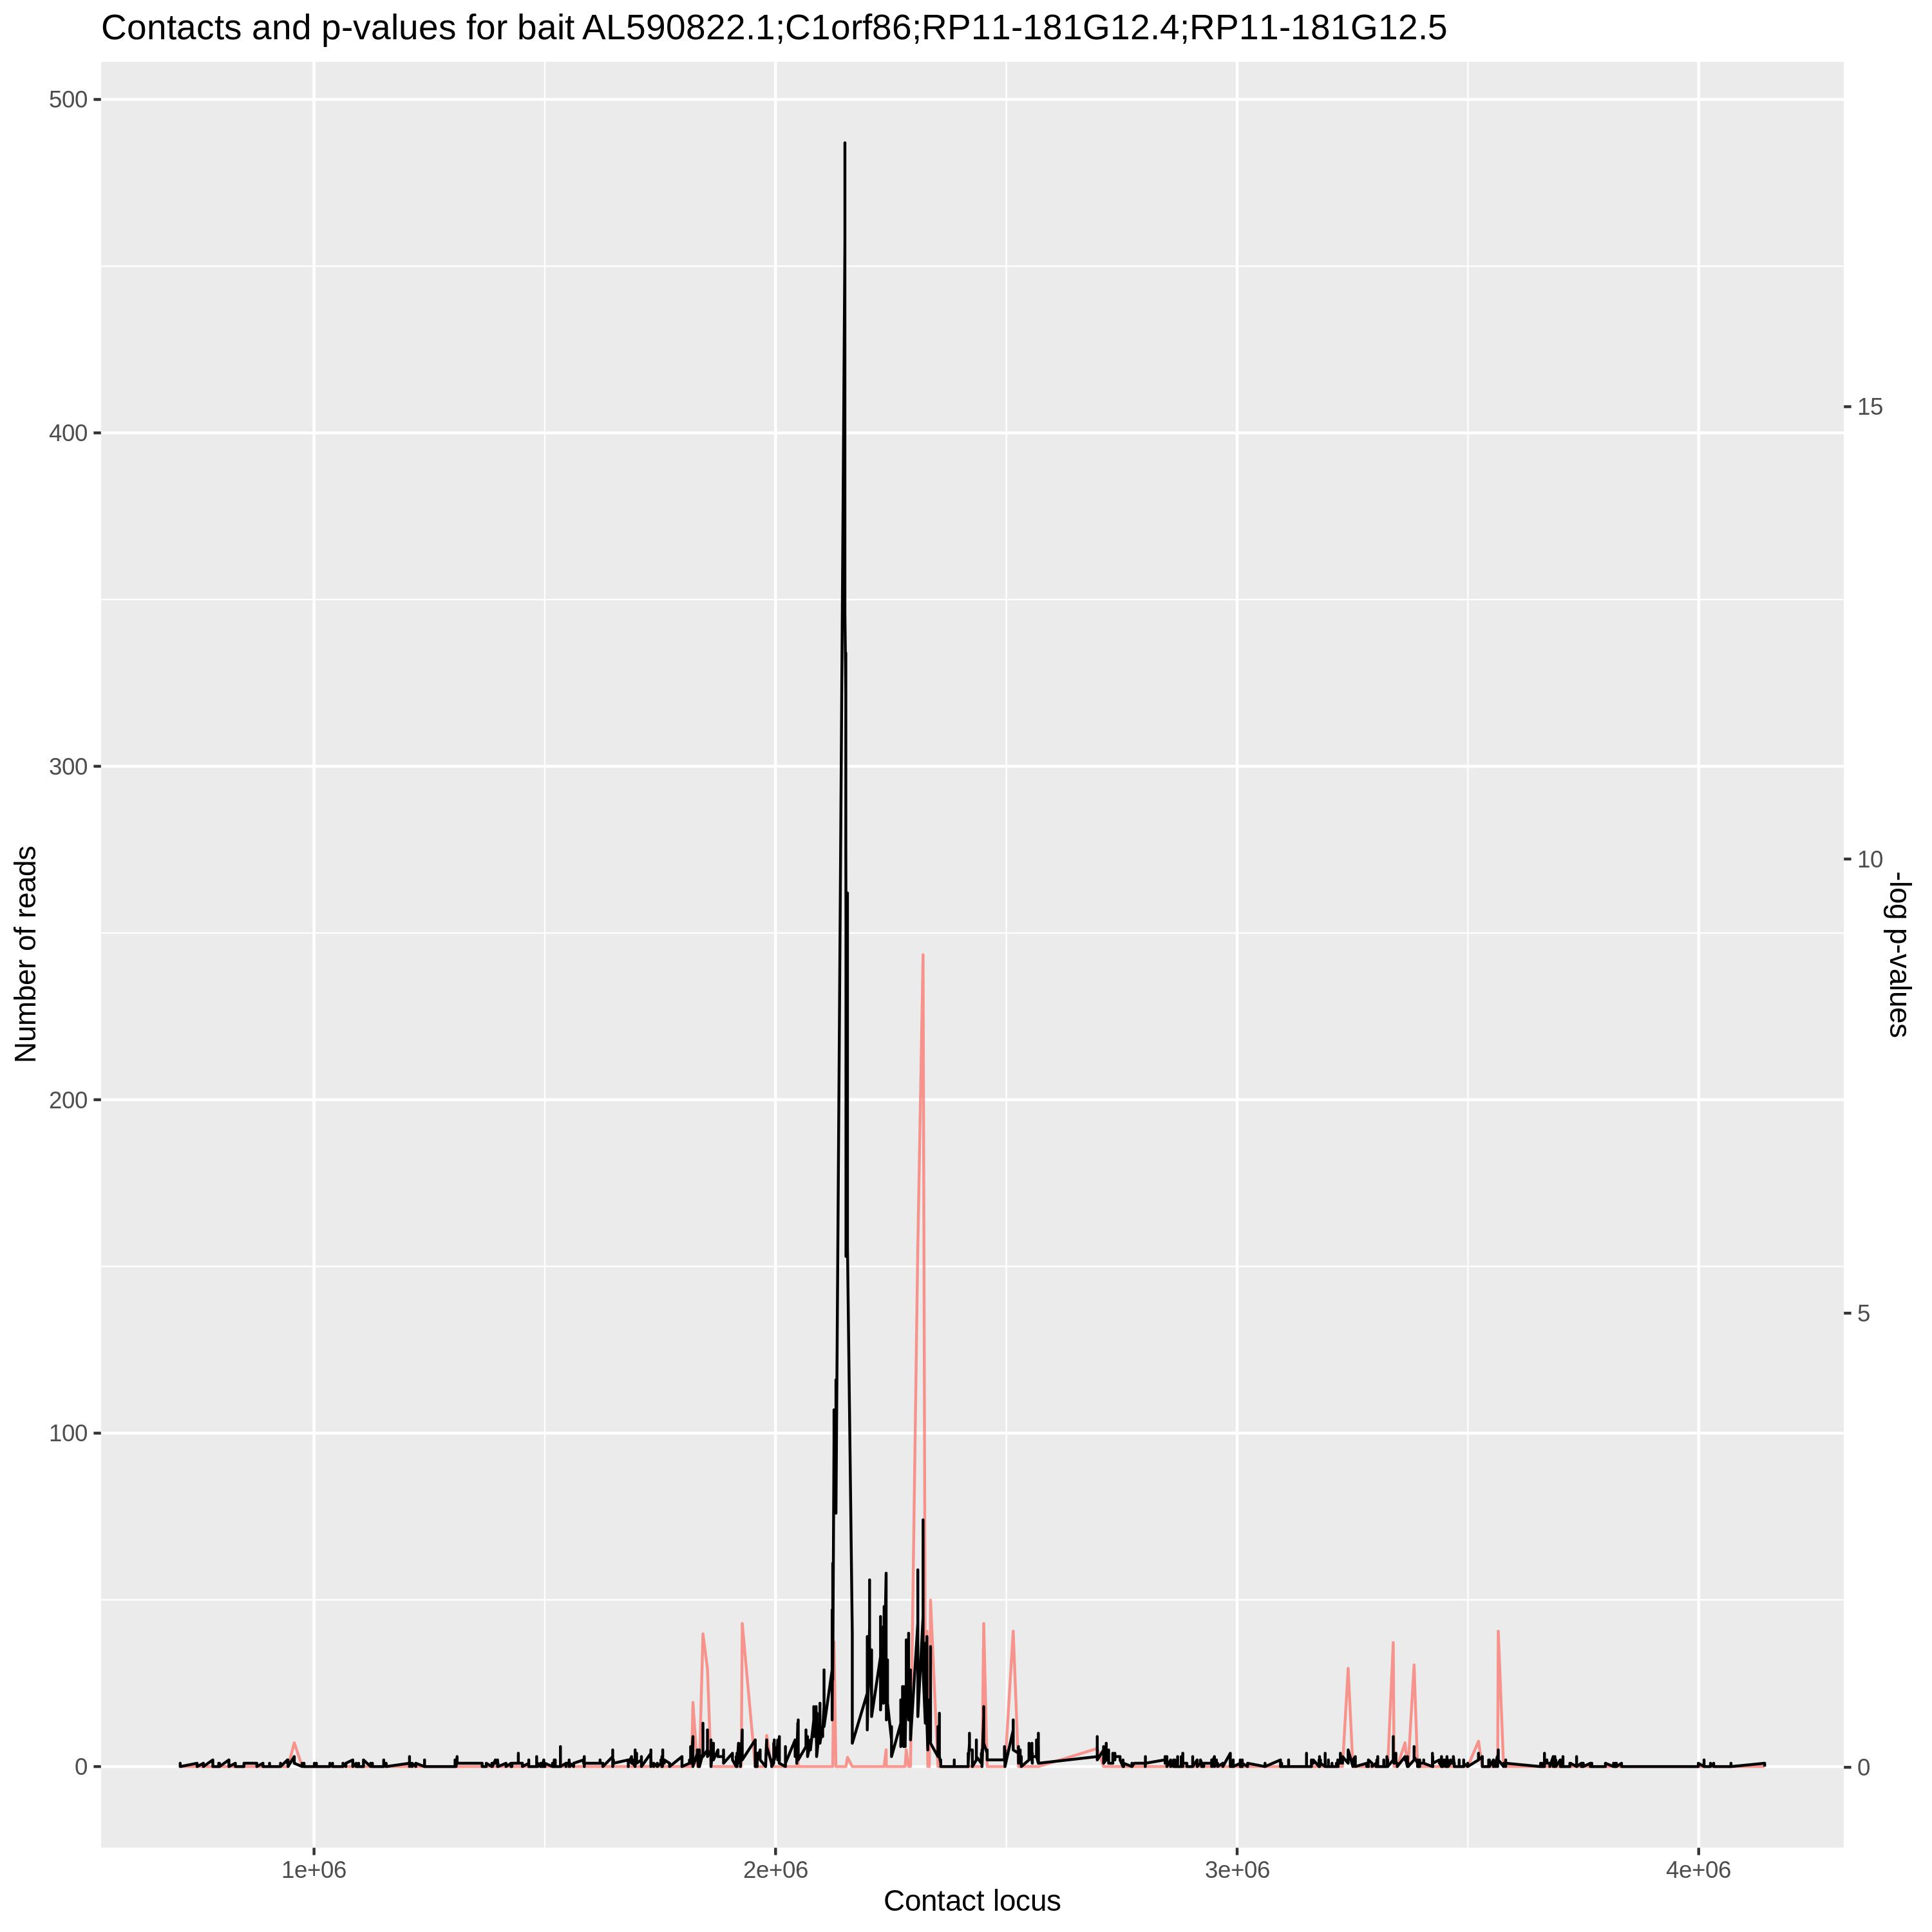 Contacts and p-values for bait AL590822.1;C1orf86;RP11-181G12.4;RP11-181G12.5
500
400
300
200
100
0
Number of reads
15
10
5
0
-log p-values
1e+06
2e+06
3e+06
4e+06
Contact locus